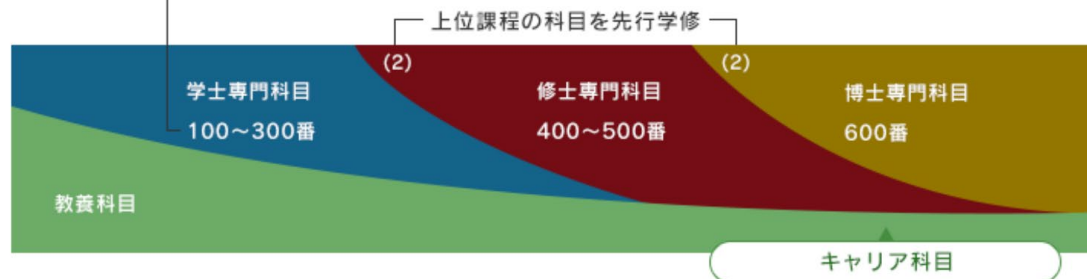 上位課程の科目を先行学修
(2)
(2)
学士専門科目
100〜300番
修士専門科目
400〜500番
博士専門科目
600番
教養科目
キャリア科目